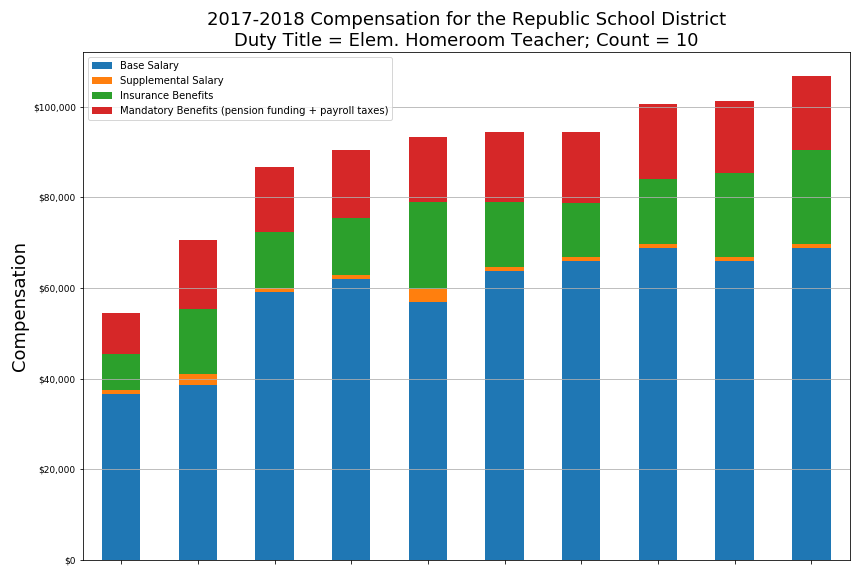 2017-2018 Compensation for the Republic School District
Duty Title = Elem. Homeroom Teacher; Count = 10
Base Salary
Supplemental Salary
Insurance Benefits
Mandatory Benefits (pension funding + payroll taxes)
Compensation
$100,000
$80,000
$60,000
$40,000
$20,000
$0